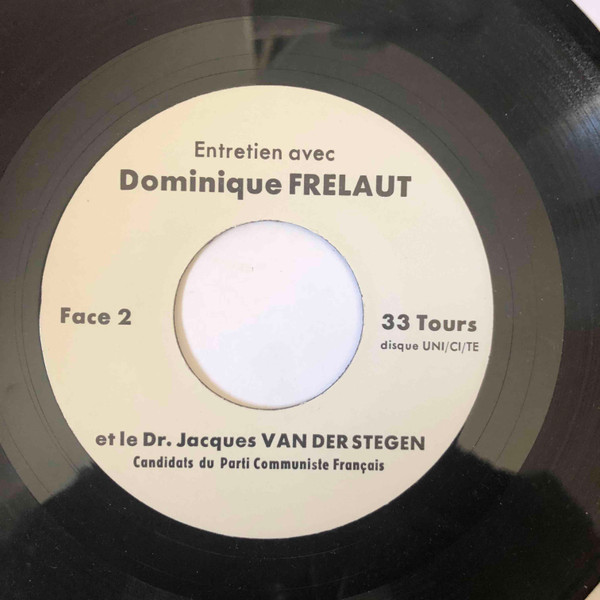 Entretien avec
Dominique FRELAUT
Face 2
33 Tours
disque UNI/CI/TE
et le Dr. Jacques VAN DER STEGEN
Candidats du Parti Communiste Français